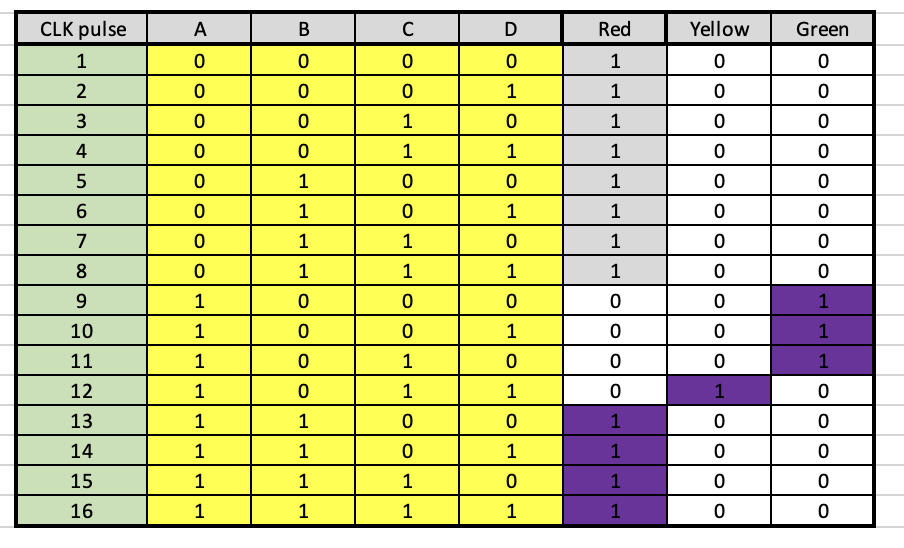 CLK pulse A B C D Red Yellow Green
1 0 0 0 0 1 0 0
2 0 0 0 1 1 0 0
3 0 0 1 0 1 0 0
4 0 0 1 1 1 0 0
5 0 1 0 0 1 0 0
6 0 1 0 1 1 0 0
7 0 1 1 0 1 0 0
8 0 1 1 1 1 0 0
9 1 0 0 0 0 0 1
10 1 0 0 1 0 0 1
11 1 0 1 0 0 0 1
12 1 0 1 1 0 1 0
13 1 1 0 0 1 0 0
14 1 1 0 1 1 0 0
15 1 1 1 0 1 0 0
16 1 1 1 1 1 0 0